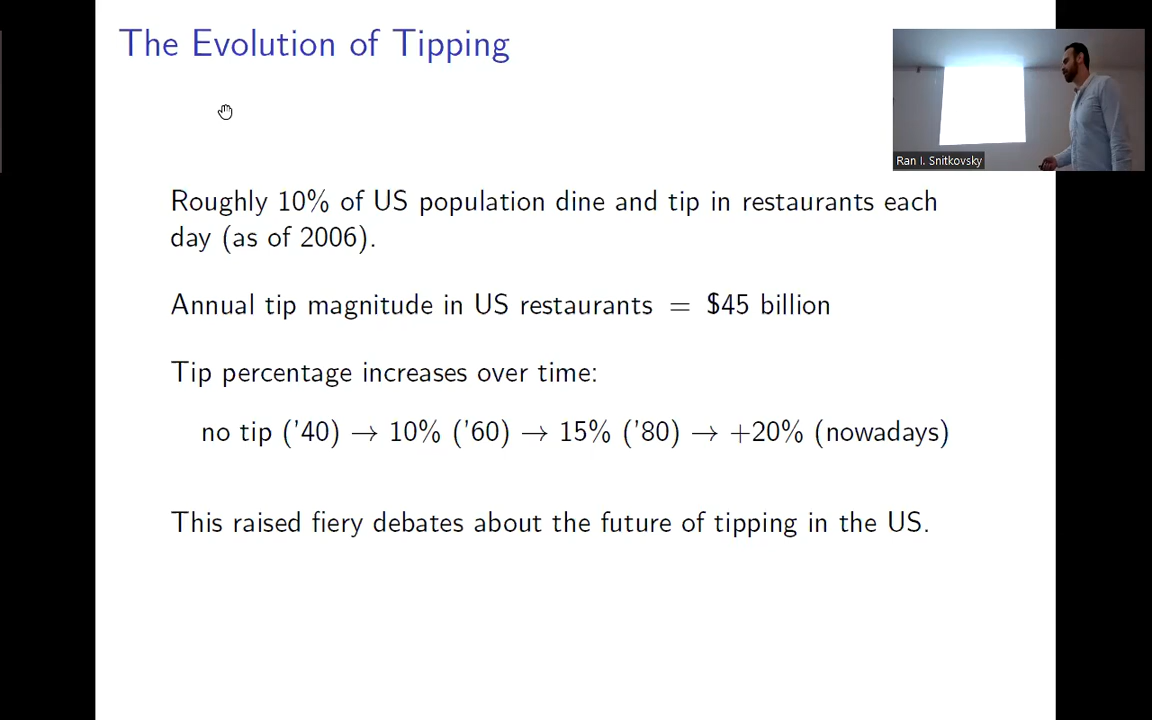 The Evolution of Tipping
Ran I. Snitkovsky
Roughly 10% of US population dine and tip in restaurants each
day (as of 2006).
Annual tip magnitude in US restaurants = $45 billion
Tip percentage increases over time:
no tip ('40) → 10% ('60) → 15% ('80) → +20% (nowadays)
This raised fiery debates about the future of tipping in the US.